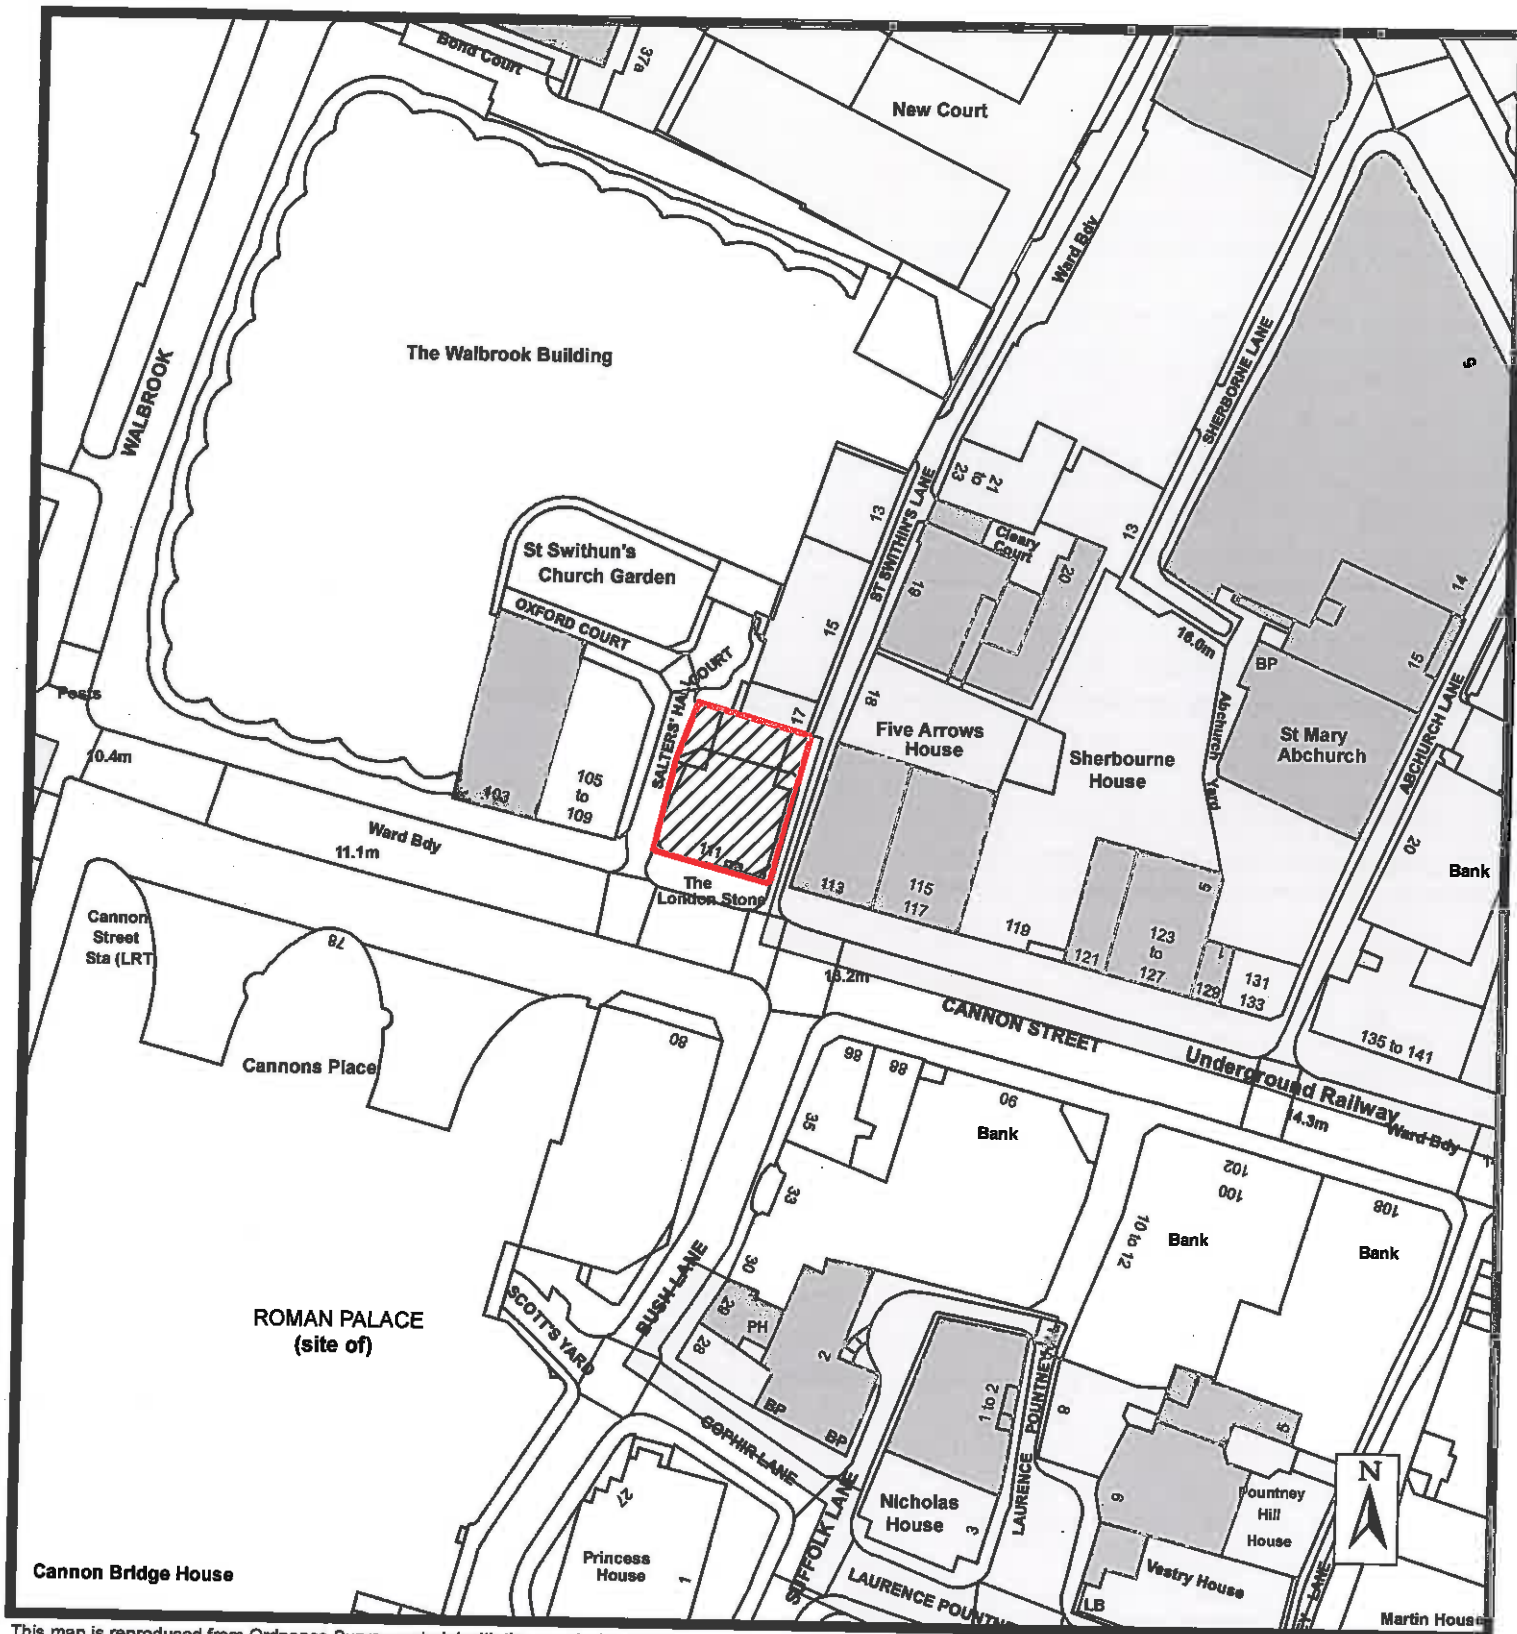 Bond Court
37a
New Court
Ward Bdy
The Walbrook Building
WALBROOK
SHERBORNE LANE
ST SWITHIN'S LANE
13
21
to
23
Cleary
Court
20
19
13
St Swithun's
Church Garden
OXFORD COURT
15
14
15
16.0m
BP
SALTERS' HALL COURT
17
18
Five Arrows
House
Sherbourne
House
Abchurch Yard
St Mary
Abchurch
ABCHURCH LANE
Posts
10.4m
103
105
to
109
Ward Bdy
11.1m
111
The
London Stone
113
115
117
119
121
123
to
127
5
1
129
131
133
20
Bank
135 to 141
Cannon
Street
Sta (LRT)
78
Cannons Place
80
13.2m
CANNON STREET
Underground Railway
14.3m
Ward Bdy
86
88
90
Bank
35
33
30
102
100
Bank
10 to 12
108
Bank
ROMAN PALACE
(site of)
SCOTT'S YARD
BUSH LANE
29
PH
28
2
BP
BP
GOPHIR LANE
SUFFOLK LANE
1 to 2
LAURENCE POUNTNEY
8
5
6
Nicholas
House
3
Pountney
Hill
House
N
27
Princess
House
1
Cannon Bridge House
LAURENCE POUNTN
Vestry House
LB
EY LANE
Martin House